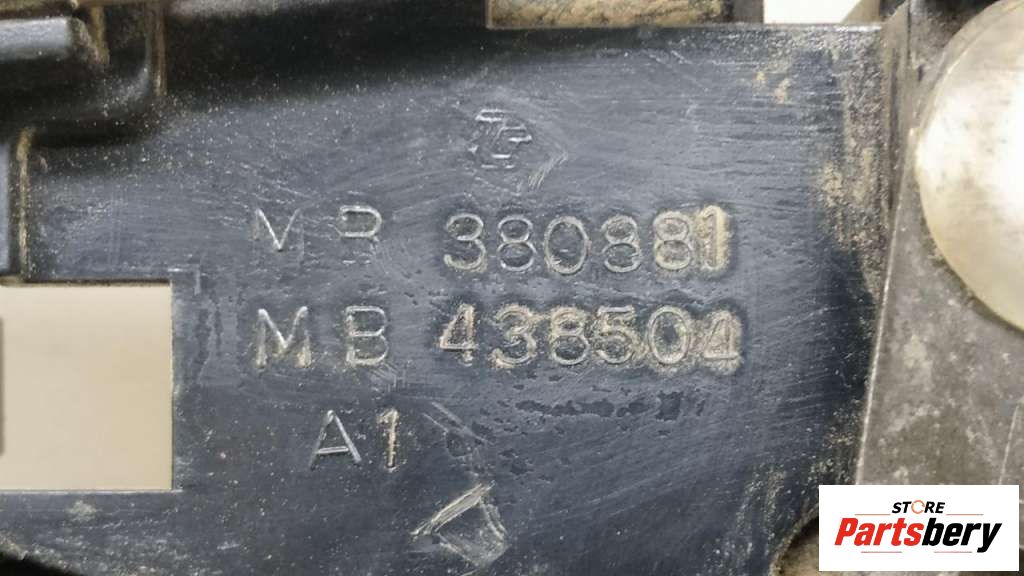 MR 380881
MB 438504
A1
STORE
Partsbery